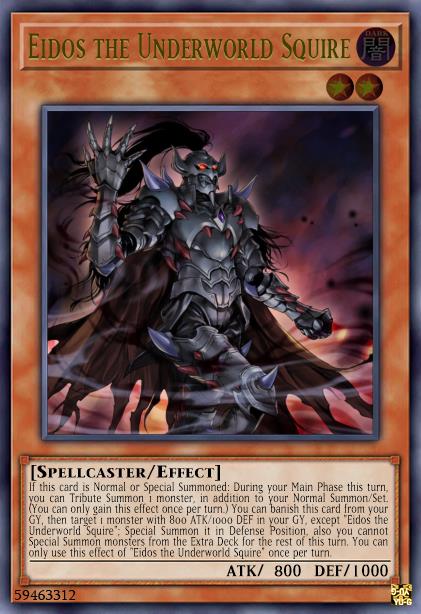 EIDOS THE UNDERWORLD SQUIRE
DARK
闇
[SPELLCASTER/EFFECT]
If this card is Normal or Special Summoned: During your Main Phase this turn,
you can Tribute Summon 1 monster, in addition to your Normal Summon/Set.
(You can only gain this effect once per turn.) You can banish this card from your
GY, then target 1 monster with 800 ATK/1000 DEF in your GY, except "Eidos the
Underworld Squire"; Special Summon it in Defense Position, also you cannot
Special Summon monsters from the Extra Deck for the rest of this turn. You can
only use this effect of "Eidos the Underworld Squire" once per turn.
ATK/ 800 DEF/1000
59463312